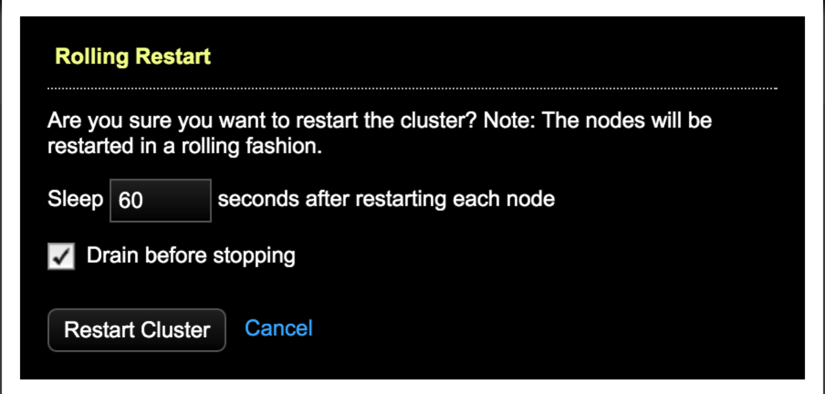 Rolling Restart
Are you sure you want to restart the cluster? Note: The nodes will be
restarted in a rolling fashion.
Sleep 60 seconds after restarting each node
Drain before stopping
Restart Cluster Cancel